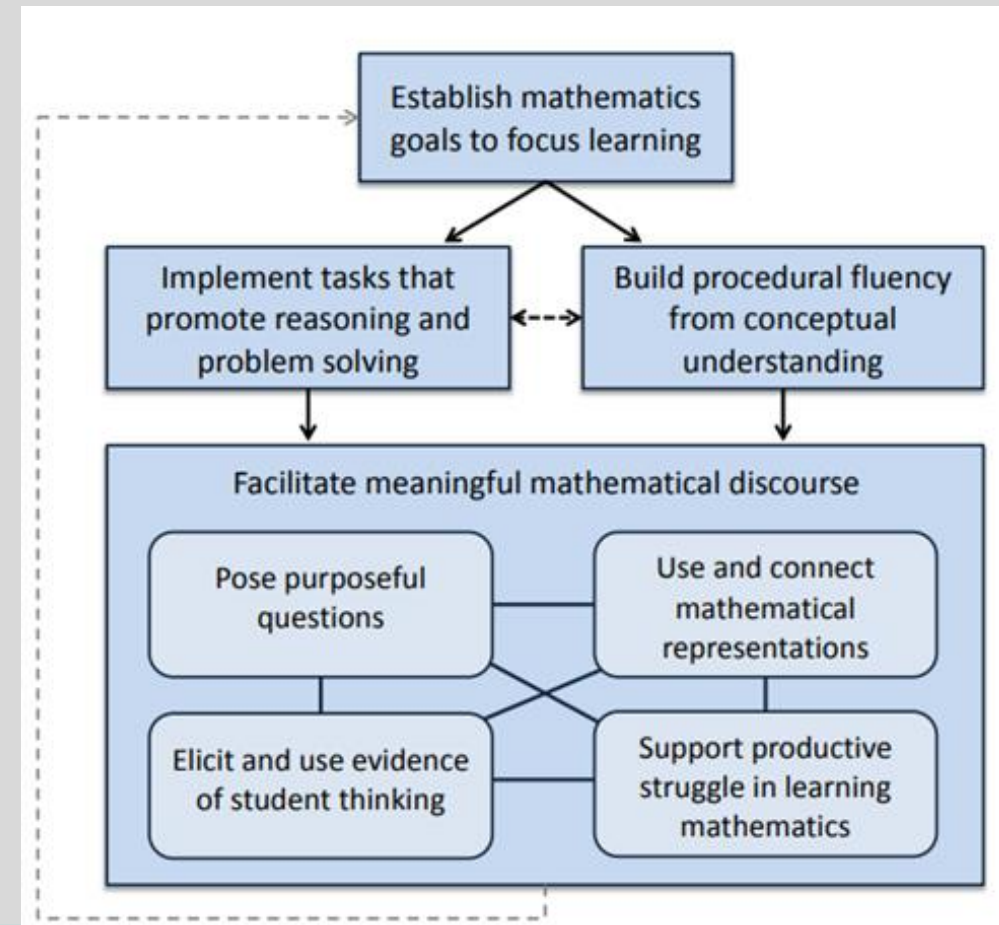 Establish mathematics
goals to focus learning
Implement tasks that
promote reasoning and
problem solving
Build procedural fluency
from conceptual
understanding
Facilitate meaningful mathematical discourse
Pose purposeful
questions
Use and connect
mathematical
representations
Elicit and use evidence
of student thinking
Support productive
struggle in learning
mathematics